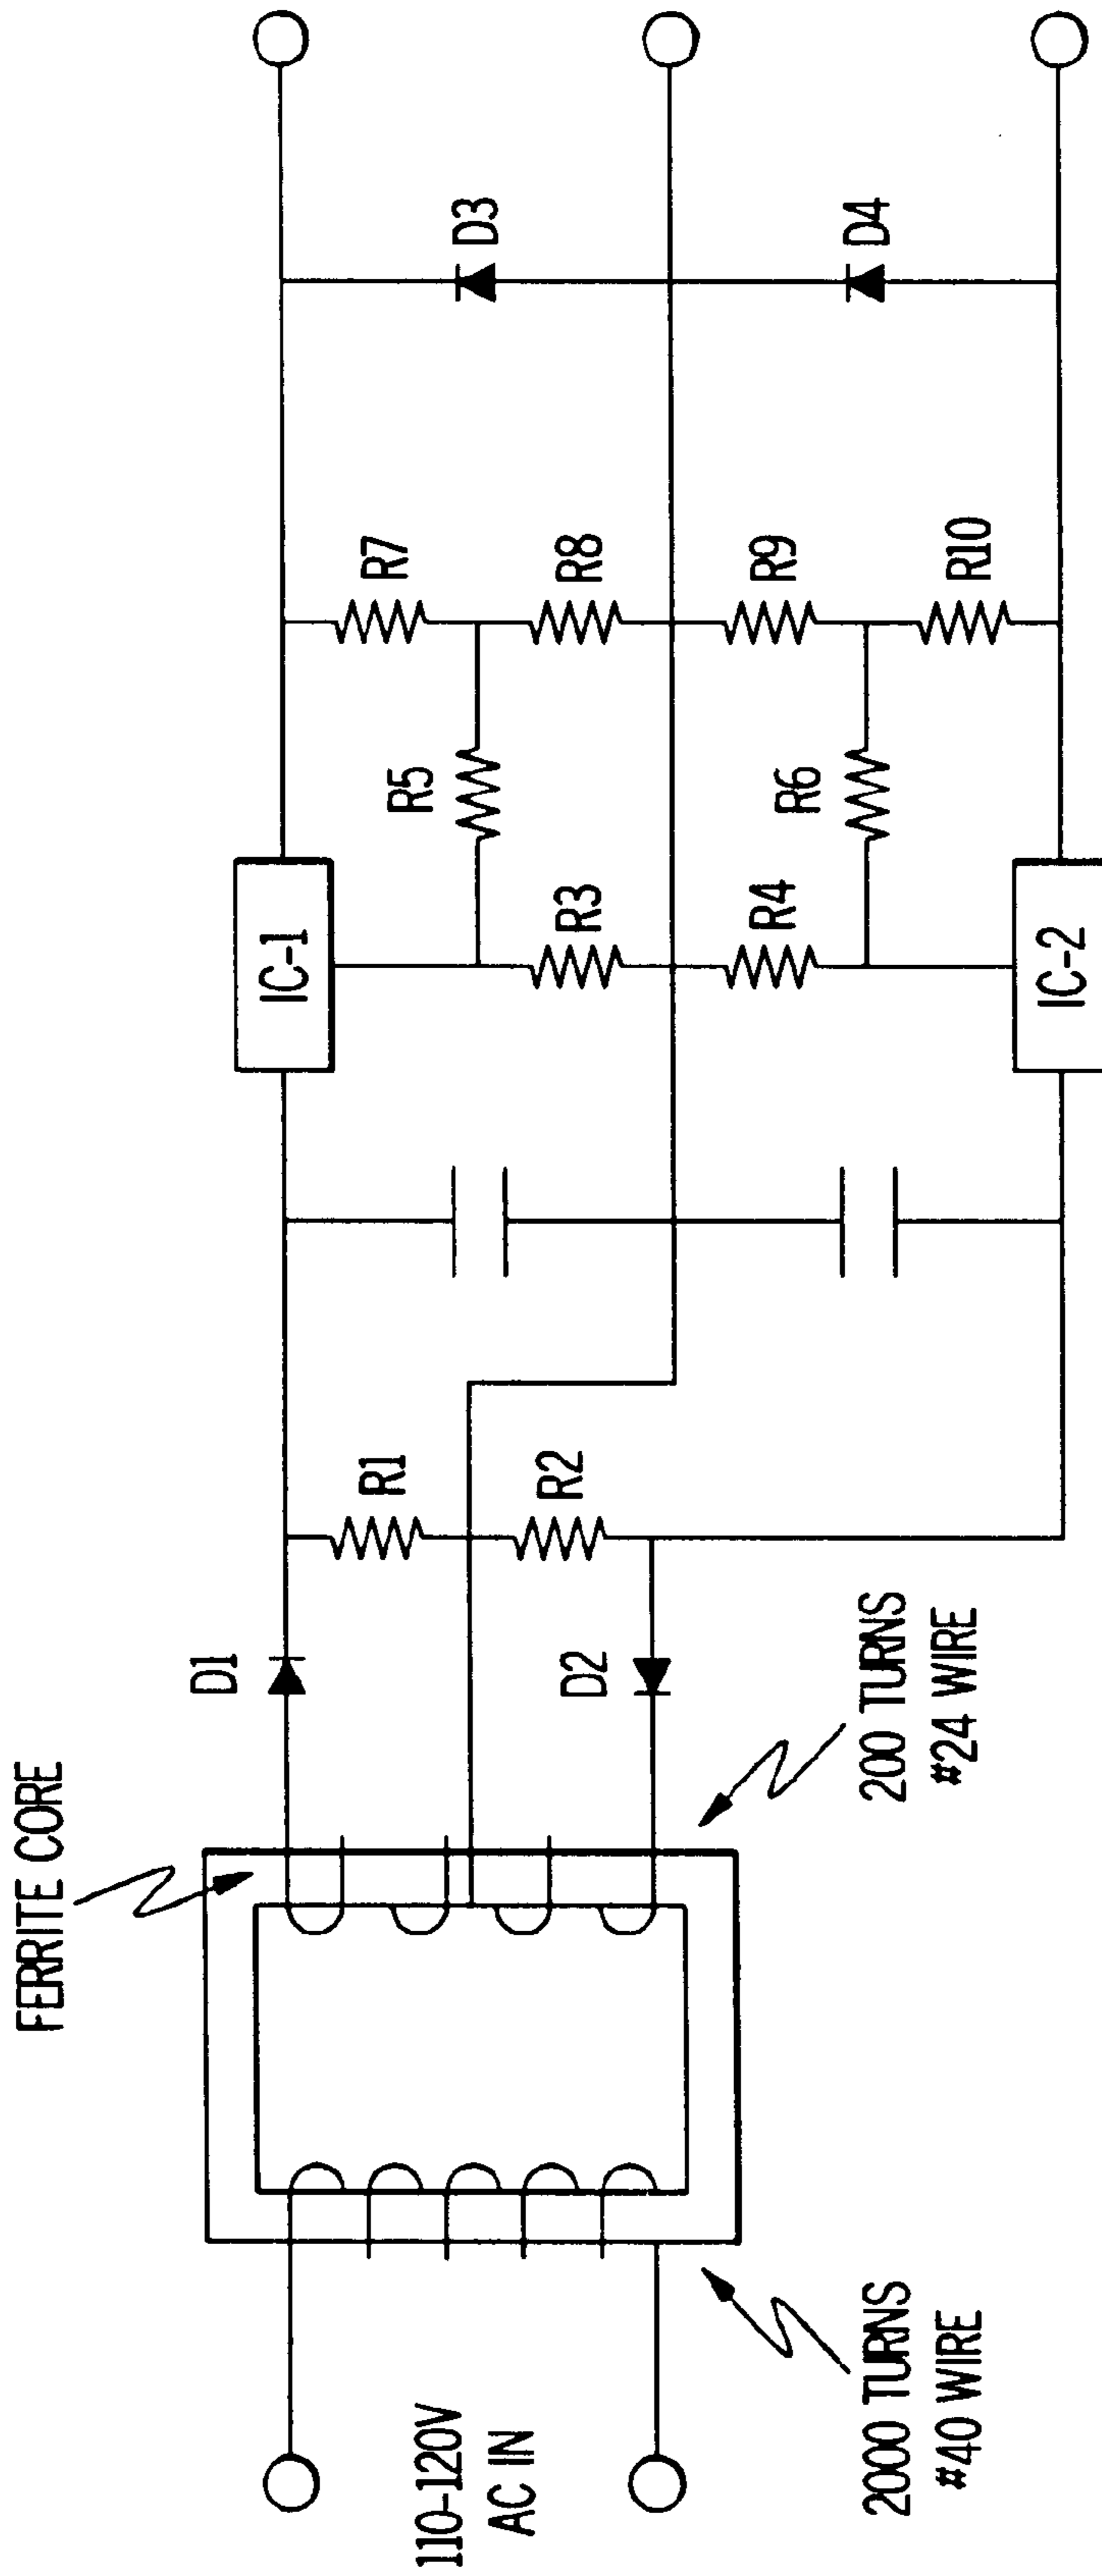 FERRITE CORE
110-120V
AC IN
2000 TURNS
#40 WIRE
200 TURNS
#24 WIRE
D1
D2
R1
R2
IC-1
IC-2
R3
R4
R5
R6
R7
R8
R9
R10
D3
D4